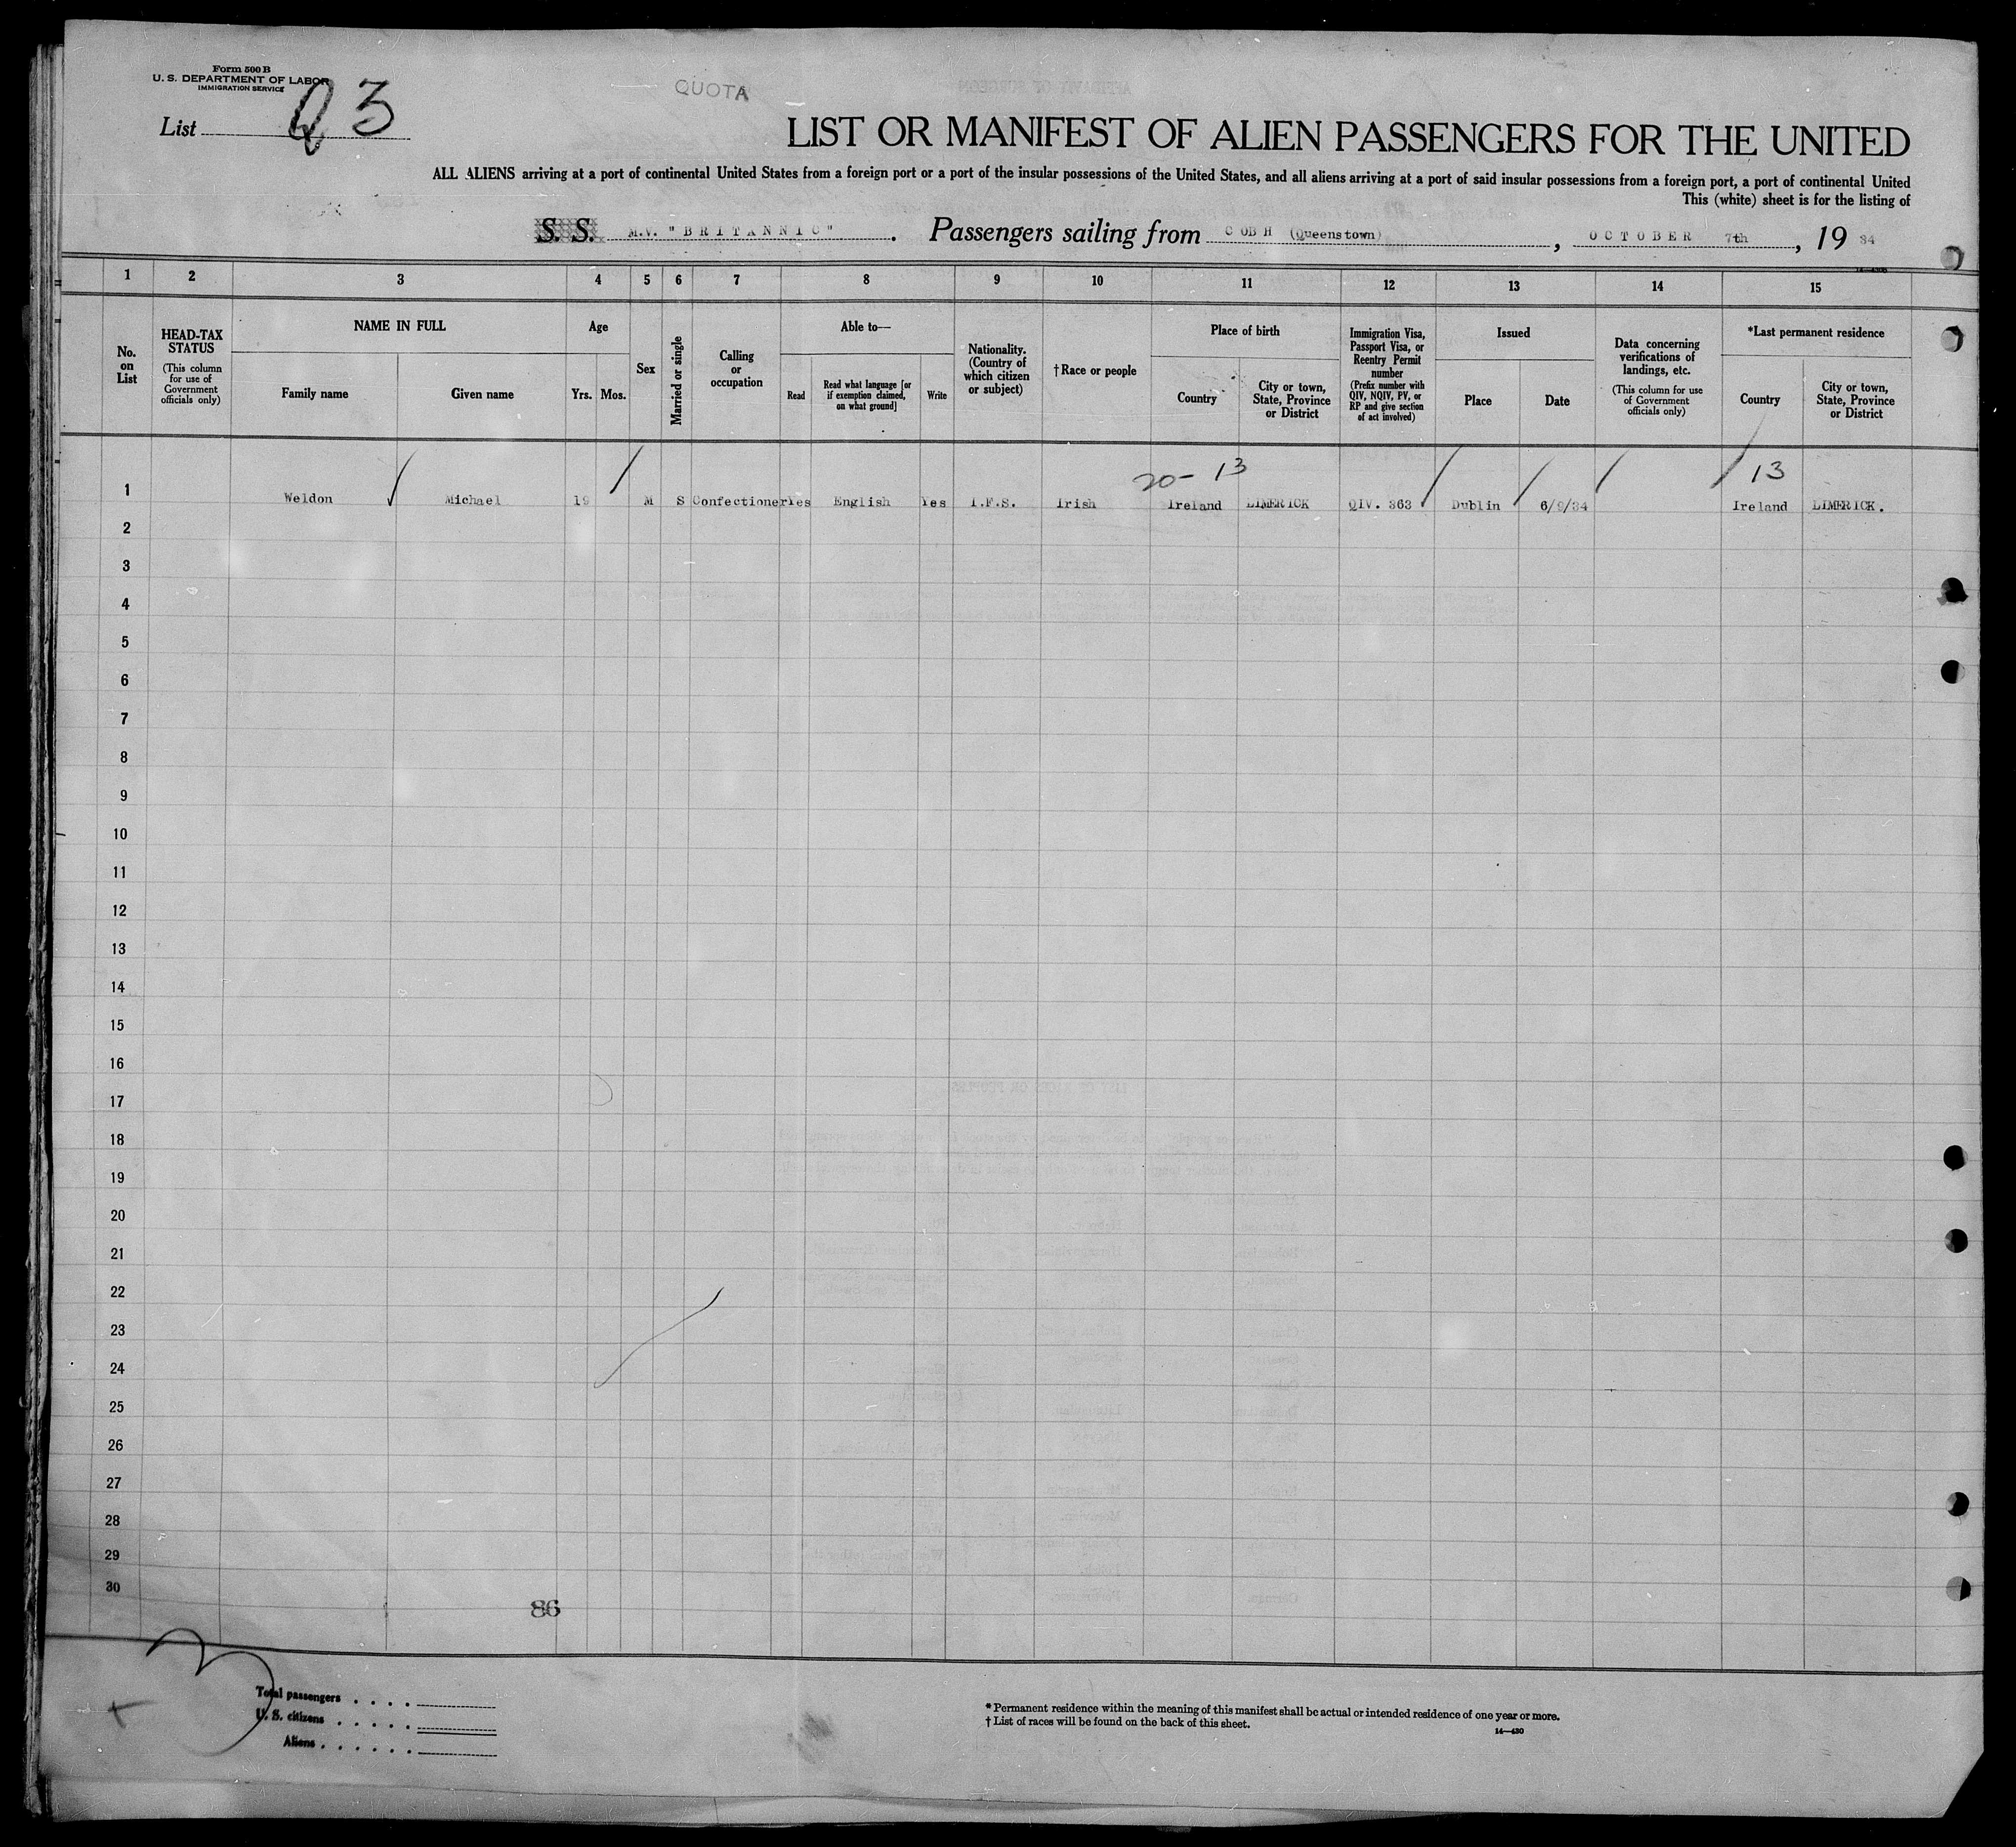 Form 500 B
U. S. DEPARTMENT OF LABOR
IMMIGRATION SERVICE
List Q 3
QUOTA
LIST OR MANIFEST OF ALIEN PASSENGERS FOR THE UNITED
ALL ALIENS arriving at a port of continental United States from a foreign port or a port of the insular possessions of the United States, and all aliens arriving at a port of said insular possessions from a foreign port, a port of continental United
This (white) sheet is for the listing of
S. S. M.V. "BRITANNIC". Passengers sailing from COBH (Queenstown), OCTOBER 7th, 19 34
1 2 3 4 5 6 7 8 9 10 11 12 13 14 15
No. on List
HEAD-TAX STATUS
(This column for use of Government officials only)
NAME IN FULL
Family name
Given name
Age
Yrs. Mos.
Sex
Married or single
Calling or occupation
Able to—
Read
Read what language [or if exemption claimed, on what ground]
Write
Nationality. (Country of which citizen or subject)
†Race or people
Place of birth
Country
City or town, State, Province or District
Immigration Visa, Passport Visa, or Reentry Permit number
(Prefix number with QIV, NQIV, PV, or RP and give section of act involved)
Issued
Place
Date
Data concerning verifications of landings, etc.
(This column for use of Government officials only)
*Last permanent residence
Country
City or town, State, Province or District
20- 13 13
1 Weldon Michael 19 M S Confectioner Yes English Yes I.F.S. Irish Ireland LIMERICK QIV. 363 Dublin 6/9/34 Ireland LIMERICK.
2
3
4
5
6
7
8
9
10
11
12
13
14
15
16
17
18
19
20
21
22
23
24
25
26
27
28
29
30
86
Total passengers . . . .
U. S. citizens . . . . .
Aliens . . . . . .
* Permanent residence within the meaning of this manifest shall be actual or intended residence of one year or more.
† List of races will be found on the back of this sheet.
14—430